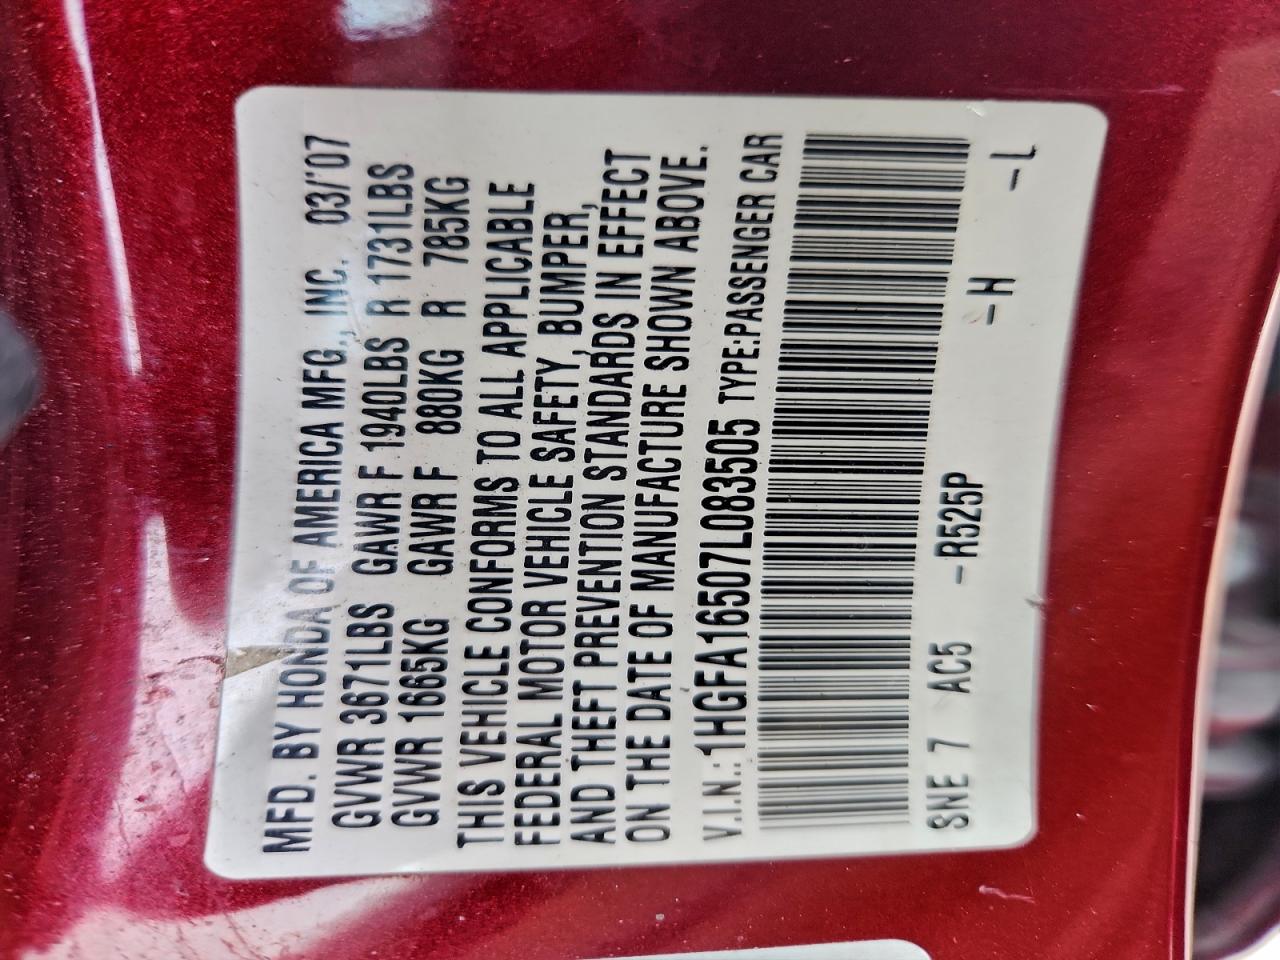 MFD. BY HONDA OF AMERICA MFG., INC. 03/'07
GVWR 3671LBS GAWR F 1940LBS R 1731LBS
GVWR 1665KG GAWR F 880KG R 785KG
THIS VEHICLE CONFORMS TO ALL APPLICABLE
FEDERAL MOTOR VEHICLE SAFETY, BUMPER,
AND THEFT PREVENTION STANDARDS IN EFFECT
ON THE DATE OF MANUFACTURE SHOWN ABOVE.
V.I.N.: 1HGFA16507L083505 TYPE:PASSENGER CAR
SNE 7 AC5 -R525P -H -L